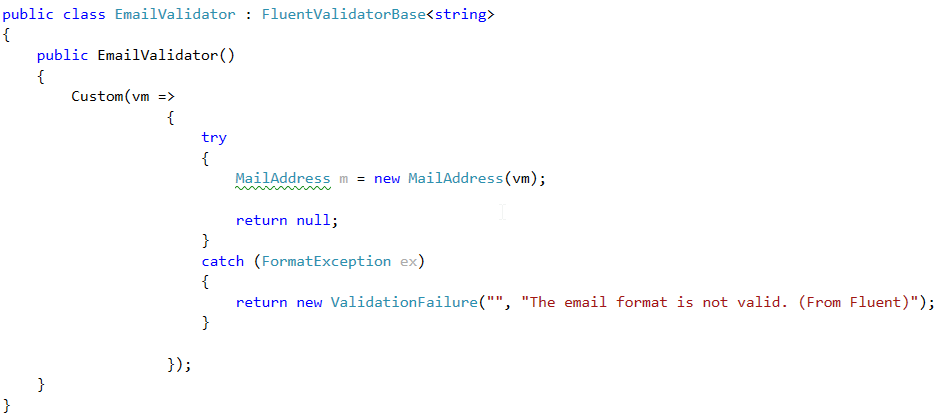 public class EmailValidator : FluentValidatorBase<string>
{
    public EmailValidator()
    {
        Custom(vm =>
                   {
                       try
                       {
                           MailAddress m = new MailAddress(vm);

                           return null;
                       }
                       catch (FormatException ex)
                       {
                           return new ValidationFailure("", "The email format is not valid. (From Fluent)");
                       }

                   });
    }
}